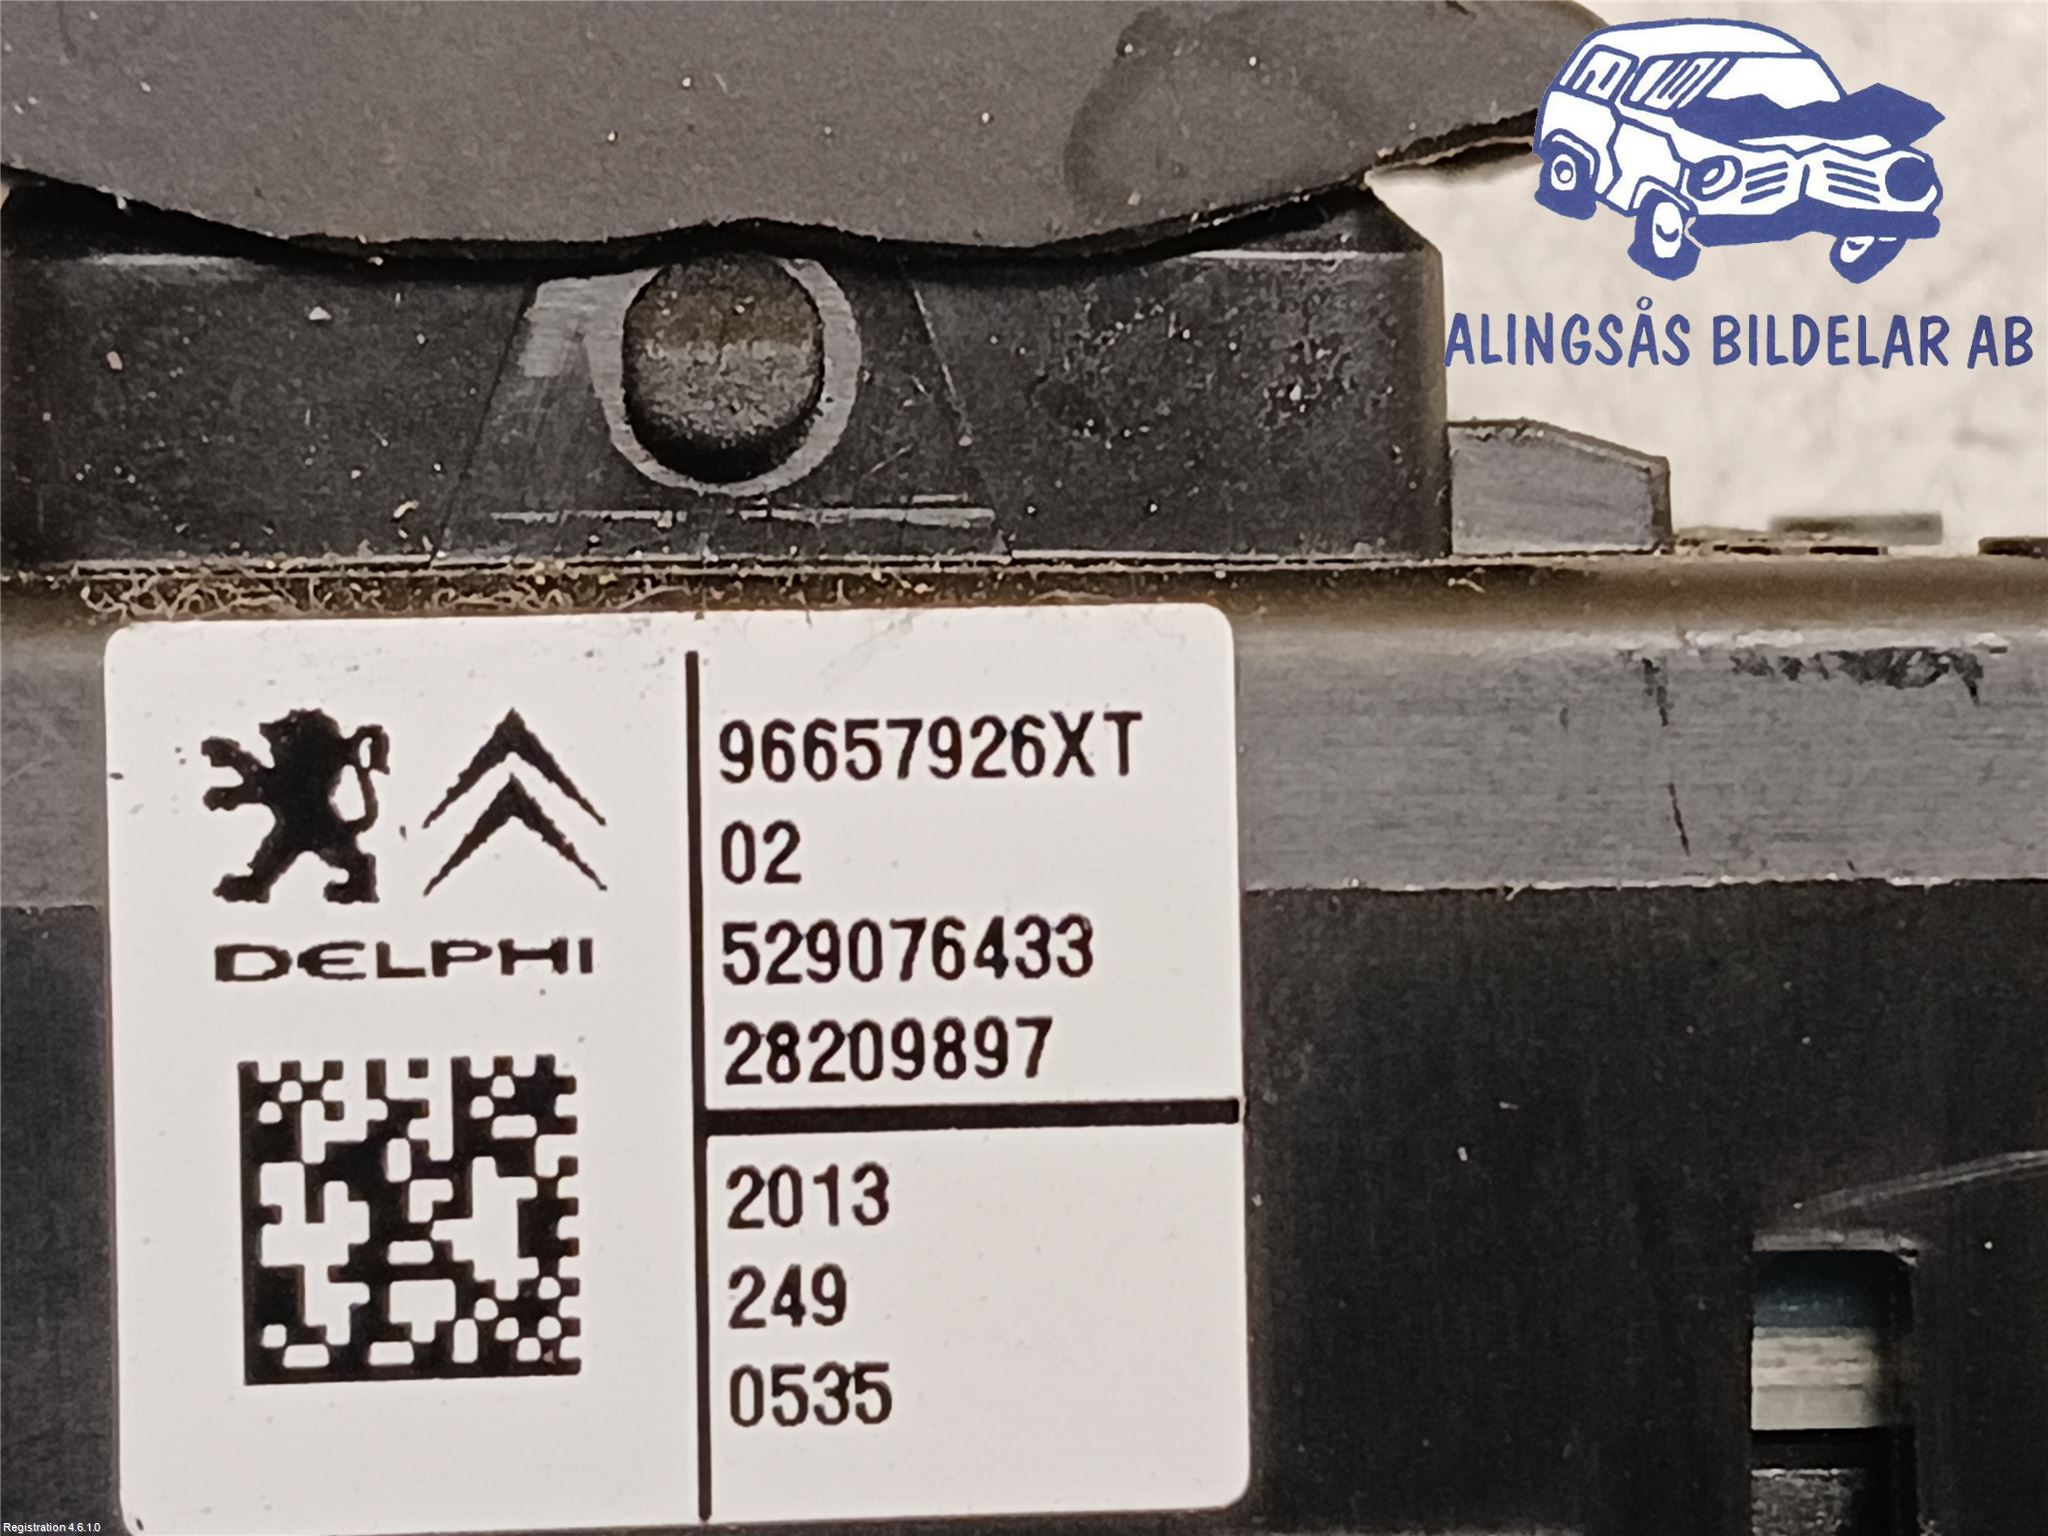 ALINGSÅS BILDELAR AB
96657926XT
02
529076433
28209897
DELPHI
2013
249
0535
Registration 4.6.1.0